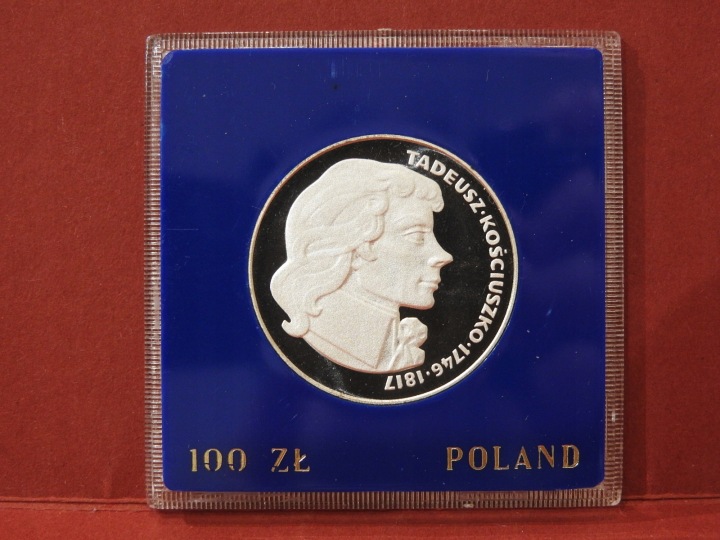 TADEUSZ·KOŚCIUSZKO·1746·1817
100 ZŁ
POLAND